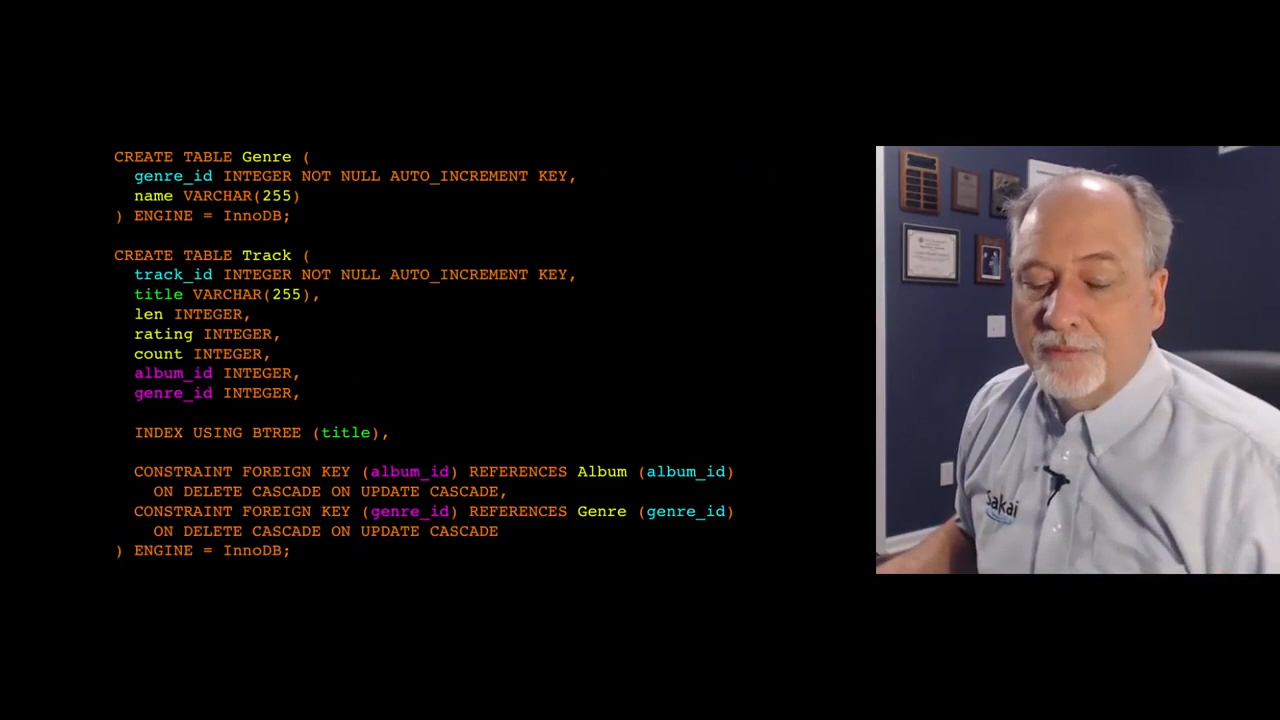 CREATE TABLE Genre (
genre_id INTEGER NOT NULL AUTO_INCREMENT KEY,
name VARCHAR(255)
) ENGINE = InnoDB;
CREATE TABLE Track (
track_id INTEGER NOT NULL AUTO_INCREMENT KEY,
title VARCHAR(255),
len INTEGER,
rating INTEGER,
count INTEGER,
album_id INTEGER,
genre_id INTEGER,
INDEX USING BTREE (title),
CONSTRAINT FOREIGN KEY (album_id) REFERENCES Album (album_id)
ON DELETE CASCADE ON UPDATE CASCADE,
CONSTRAINT FOREIGN KEY (genre_id) REFERENCES Genre (genre_id)
ON DELETE CASCADE ON UPDATE CASCADE
) ENGINE = InnoDB;
Sakai